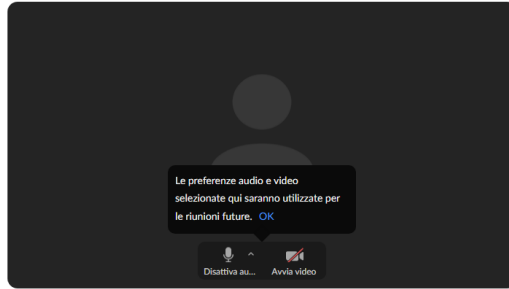 Le preferenze audio e video
selezionate qui saranno utilizzate per
le riunioni future. OK
Disattiva au... Avvia video